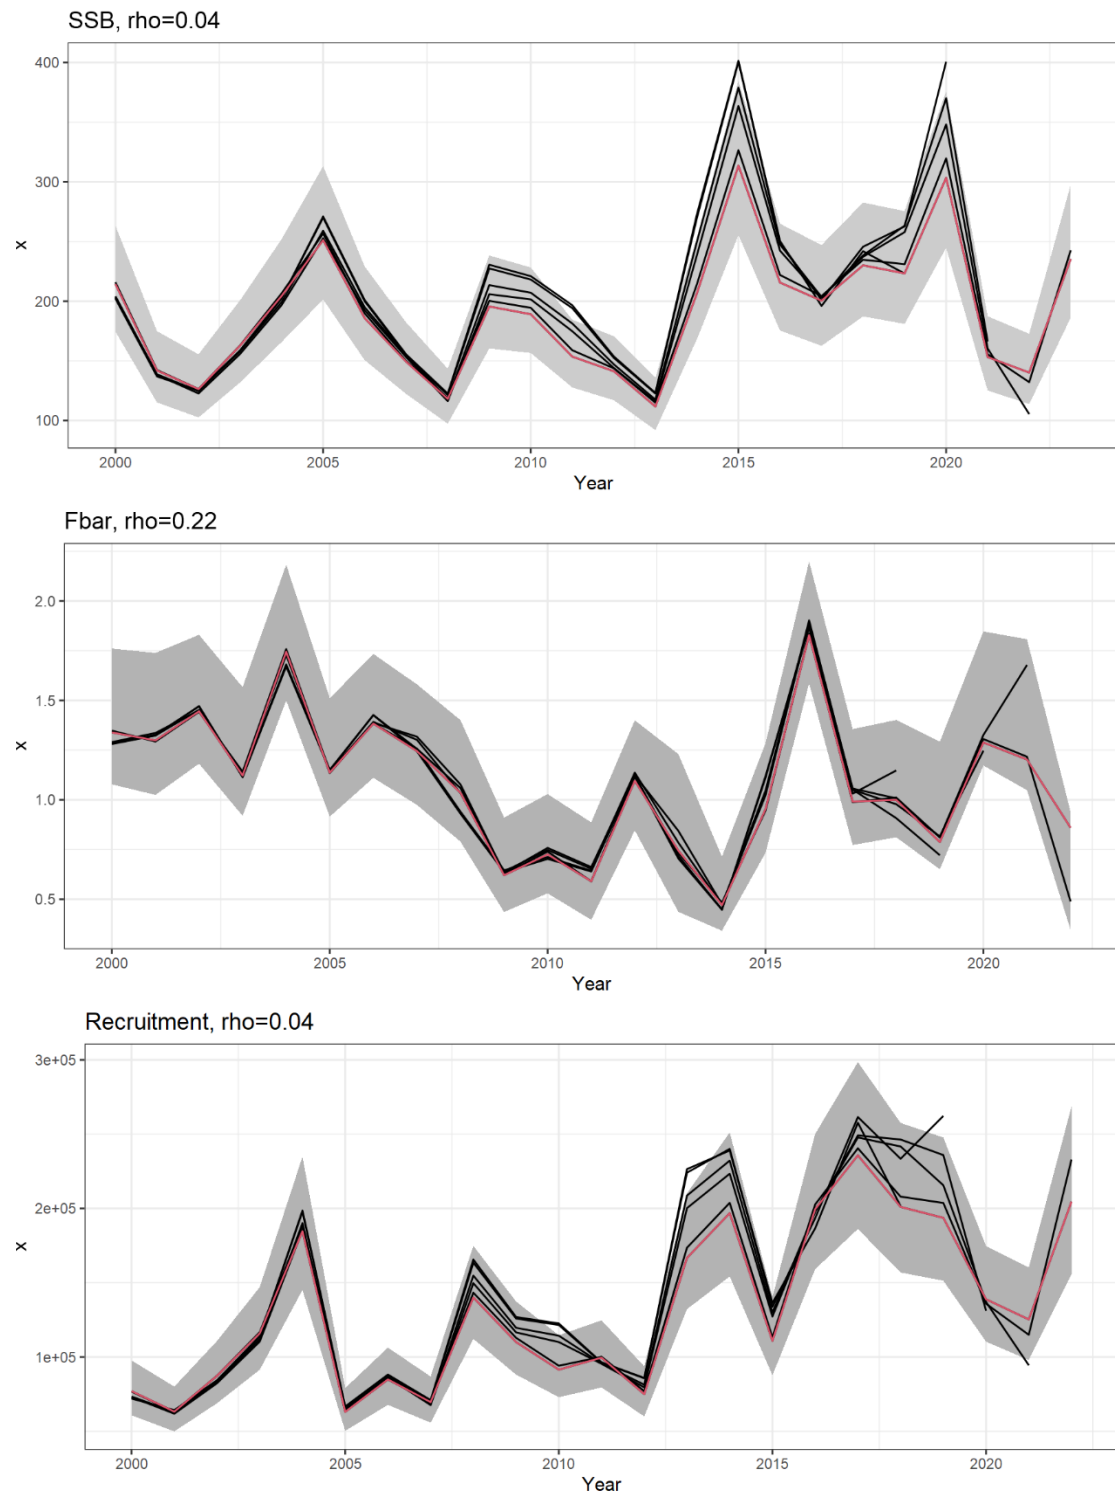 SSB, rho=0.04
400
300
200
100
x
2000 2005 2010 2015 2020
Year
Fbar, rho=0.22
2.0
1.5
1.0
0.5
x
2000 2005 2010 2015 2020
Year
Recruitment, rho=0.04
3e+05
2e+05
1e+05
x
2000 2005 2010 2015 2020
Year